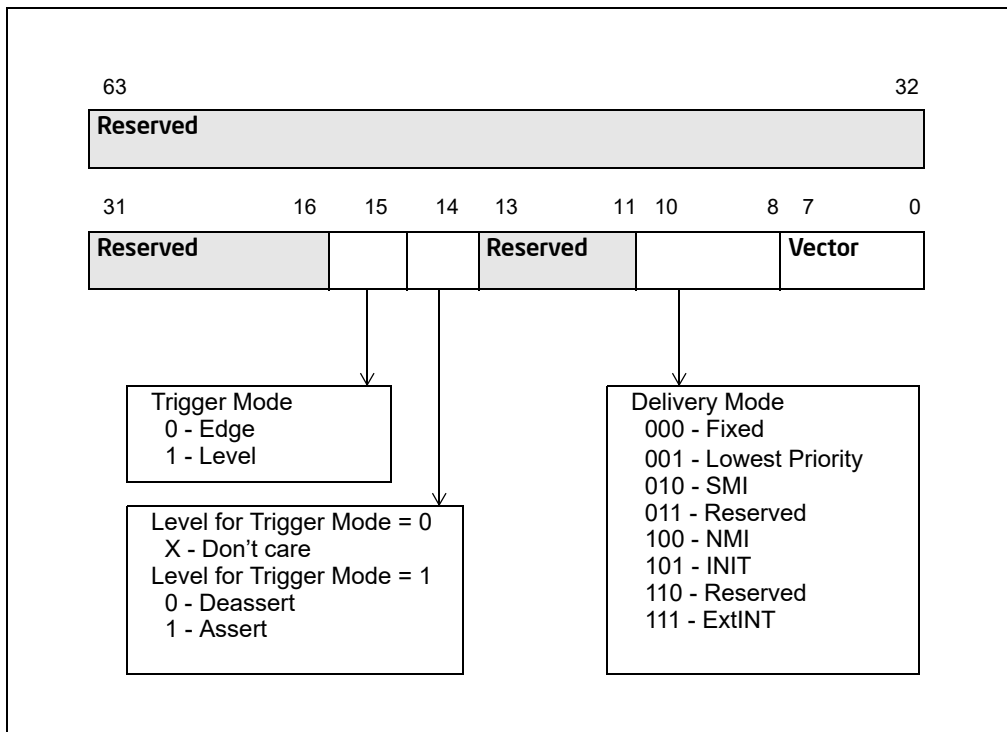 63 32
Reserved
31 16 15 14 13 11 10 8 7 0
Reserved Reserved Vector
Trigger Mode
0 - Edge
1 - Level
Level for Trigger Mode = 0
X - Don’t care
Level for Trigger Mode = 1
0 - Deassert
1 - Assert
Delivery Mode
000 - Fixed
001 - Lowest Priority
010 - SMI
011 - Reserved
100 - NMI
101 - INIT
110 - Reserved
111 - ExtINT